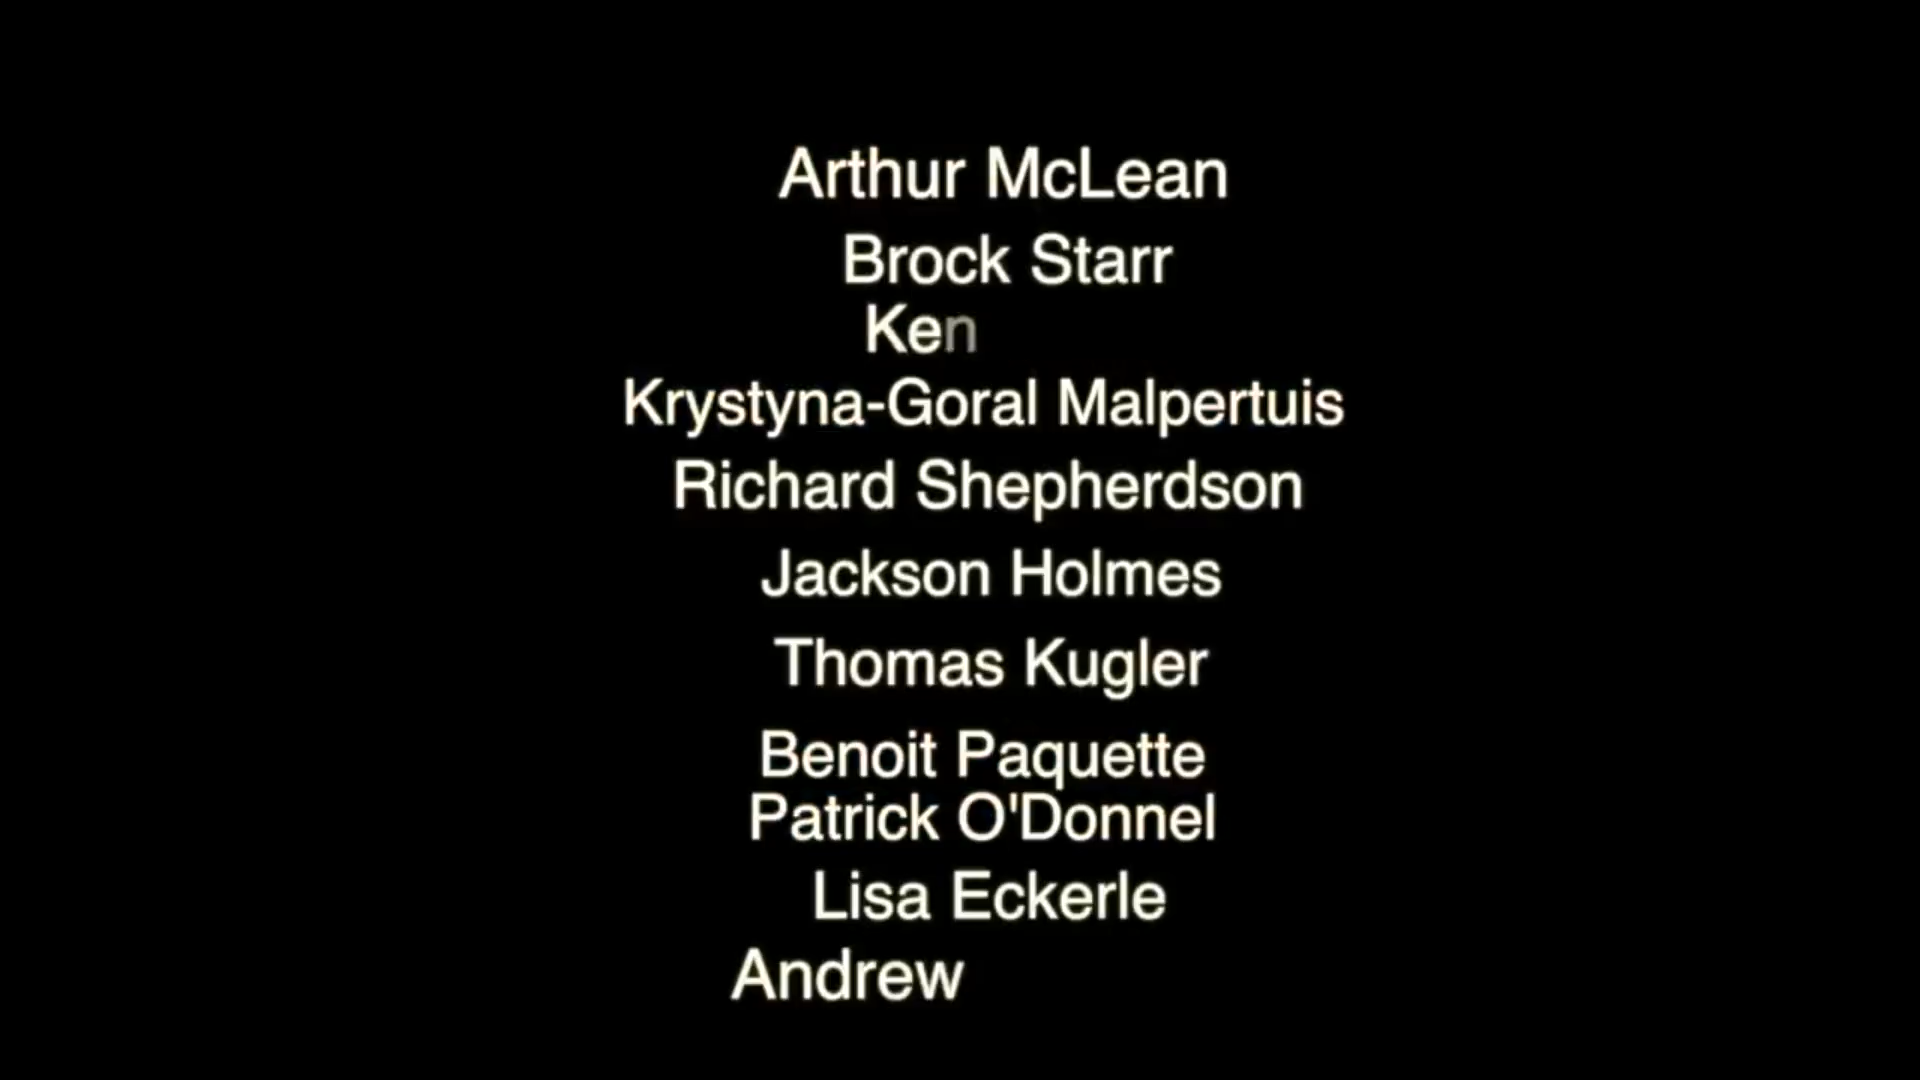 Arthur McLean
Brock Starr
Ken
Krystyna-Goral Malpertuis
Richard Shepherdson
Jackson Holmes
Thomas Kugler
Benoit Paquette
Patrick O'Donnel
Lisa Eckerle
Andrew